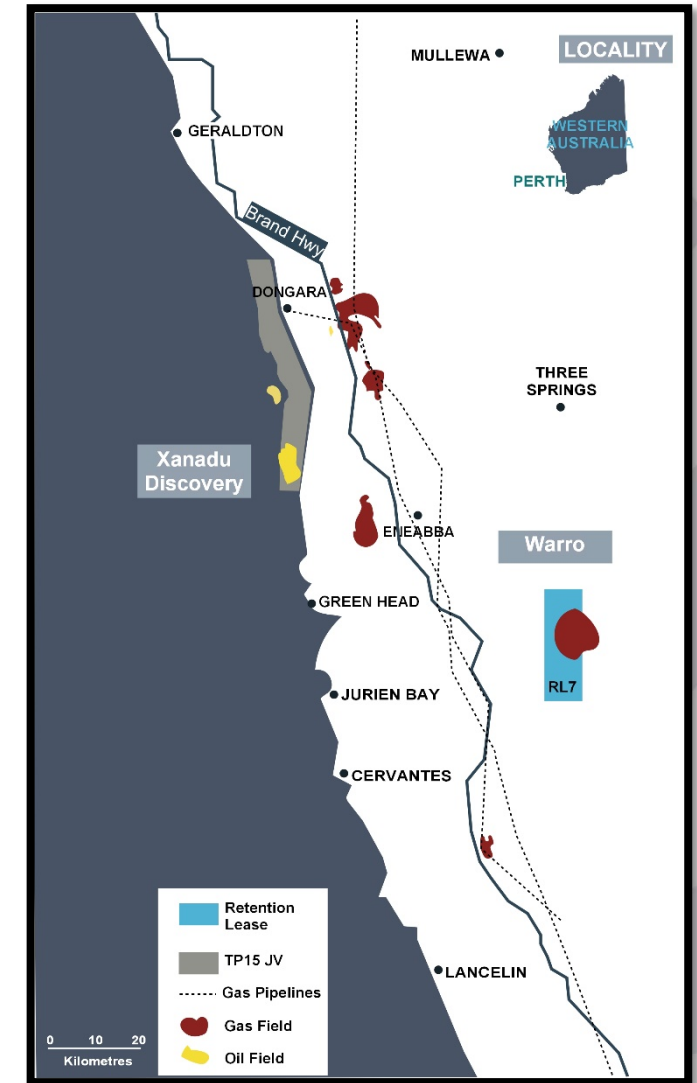 MULLEWA
LOCALITY
WESTERN
AUSTRALIA
PERTH
GERALDTON
Brand Hwy
DONGARA
THREE
SPRINGS
Xanadu
Discovery
ENEABBA
Warro
GREEN HEAD
RL7
JURIEN BAY
CERVANTES
LANCELIN
Retention
Lease
TP15 JV
Gas Pipelines
Gas Field
Oil Field
0 10 20
Kilometres